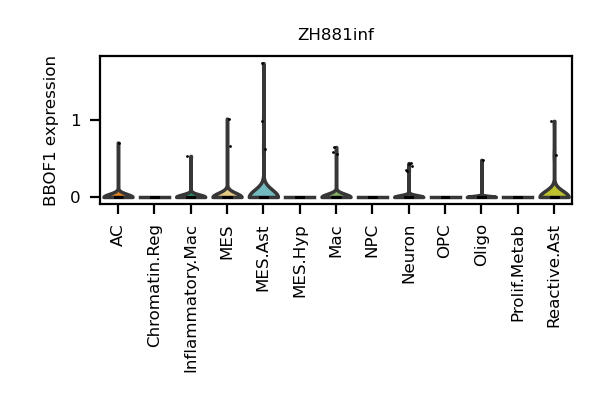 ZH881inf
BBOF1 expression
1
0
AC
Chromatin.Reg
Inflammatory.Mac
MES
MES.Ast
MES.Hyp
Mac
NPC
Neuron
OPC
Oligo
Prolif.Metab
Reactive.Ast